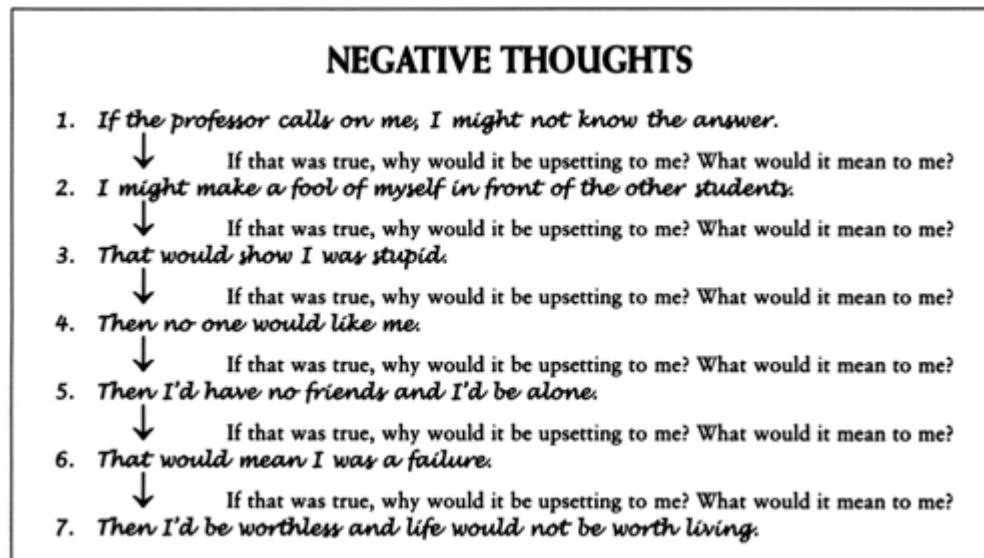 NEGATIVE THOUGHTS
1. If the professor calls on me, I might not know the answer.
↓ If that was true, why would it be upsetting to me? What would it mean to me?
2. I might make a fool of myself in front of the other students.
↓ If that was true, why would it be upsetting to me? What would it mean to me?
3. That would show I was stupid.
↓ If that was true, why would it be upsetting to me? What would it mean to me?
4. Then no one would like me.
↓ If that was true, why would it be upsetting to me? What would it mean to me?
5. Then I'd have no friends and I'd be alone.
↓ If that was true, why would it be upsetting to me? What would it mean to me?
6. That would mean I was a failure.
↓ If that was true, why would it be upsetting to me? What would it mean to me?
7. Then I'd be worthless and life would not be worth living.